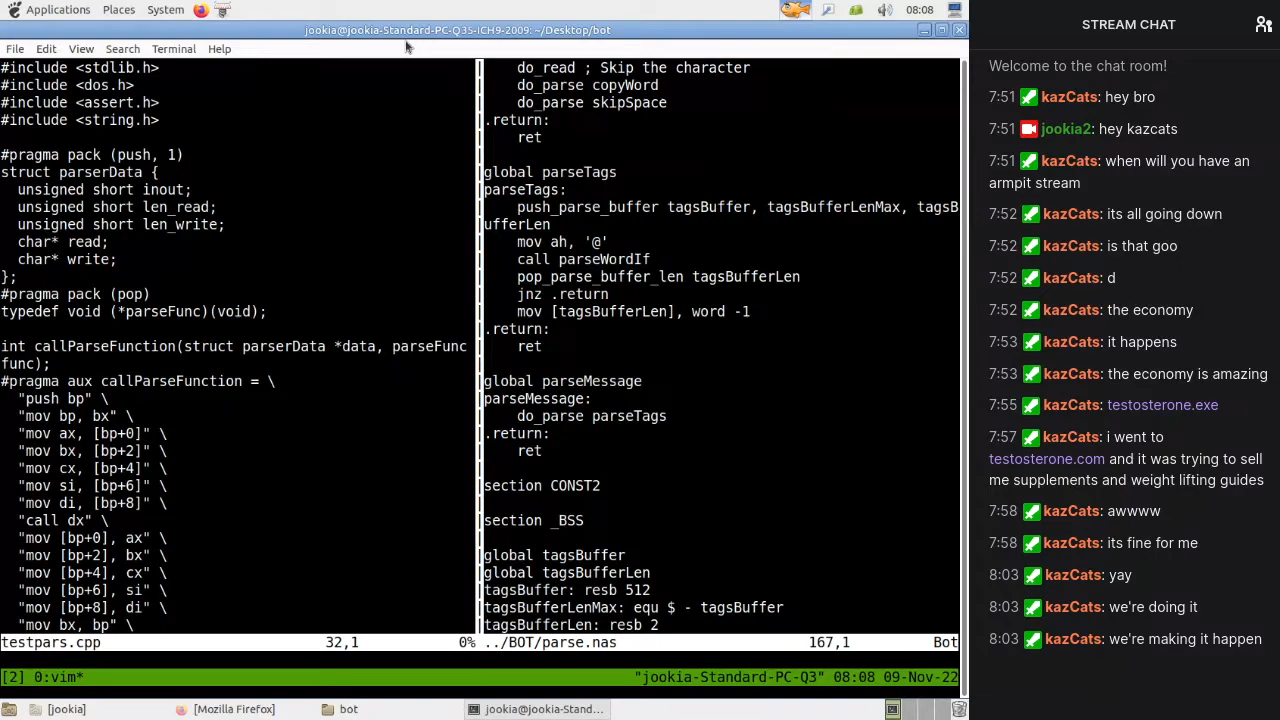 Applications Places System 08:08
jookia@jookia-Standard-PC-Q35-ICH9-2009: ~/Desktop/bot
File Edit View Search Terminal Help
#include <stdlib.h>
#include <dos.h>
#include <assert.h>
#include <string.h>
#pragma pack (push, 1)
struct parserData {
  unsigned short inout;
  unsigned short len_read;
  unsigned short len_write;
  char* read;
  char* write;
};
#pragma pack (pop)
typedef void (*parseFunc)(void);
int callParseFunction(struct parserData *data, parseFunc
func);
#pragma aux callParseFunction = \
  "push bp" \
  "mov bp, bx" \
  "mov ax, [bp+0]" \
  "mov bx, [bp+2]" \
  "mov cx, [bp+4]" \
  "mov si, [bp+6]" \
  "mov di, [bp+8]" \
  "call dx" \
  "mov [bp+0], ax" \
  "mov [bp+2], bx" \
  "mov [bp+4], cx" \
  "mov [bp+6], si" \
  "mov [bp+8], di" \
  "mov bx, bp" \
testpars.cpp 32,1 0%
    do_read ; Skip the character
    do_parse copyWord
    do_parse skipSpace
.return:
    ret
global parseTags
parseTags:
    push_parse_buffer tagsBuffer, tagsBufferLenMax, tagsB
ufferLen
    mov ah, '@'
    call parseWordIf
    pop_parse_buffer_len tagsBufferLen
    jnz .return
    mov [tagsBufferLen], word -1
.return:
    ret
global parseMessage
parseMessage:
    do_parse parseTags
.return:
    ret
section CONST2
section _BSS
global tagsBuffer
global tagsBufferLen
tagsBuffer: resb 512
tagsBufferLenMax: equ $ - tagsBuffer
tagsBufferLen: resb 2
../BOT/parse.nas 167,1 Bot
[2] 0:vim* "jookia-Standard-PC-Q3" 08:08 09-Nov-22
[jookia] [Mozilla Firefox] bot jookia@jookia-Stand...
STREAM CHAT
Welcome to the chat room!
7:51 kazCats: hey bro
7:51 jookia2: hey kazcats
7:51 kazCats: when will you have an
armpit stream
7:52 kazCats: its all going down
7:52 kazCats: is that goo
7:52 kazCats: d
7:52 kazCats: the economy
7:53 kazCats: it happens
7:53 kazCats: the economy is amazing
7:55 kazCats: testosterone.exe
7:57 kazCats: i went to
testosterone.com and it was trying to sell
me supplements and weight lifting guides
7:58 kazCats: awwww
7:58 kazCats: its fine for me
8:03 kazCats: yay
8:03 kazCats: we're doing it
8:03 kazCats: we're making it happen